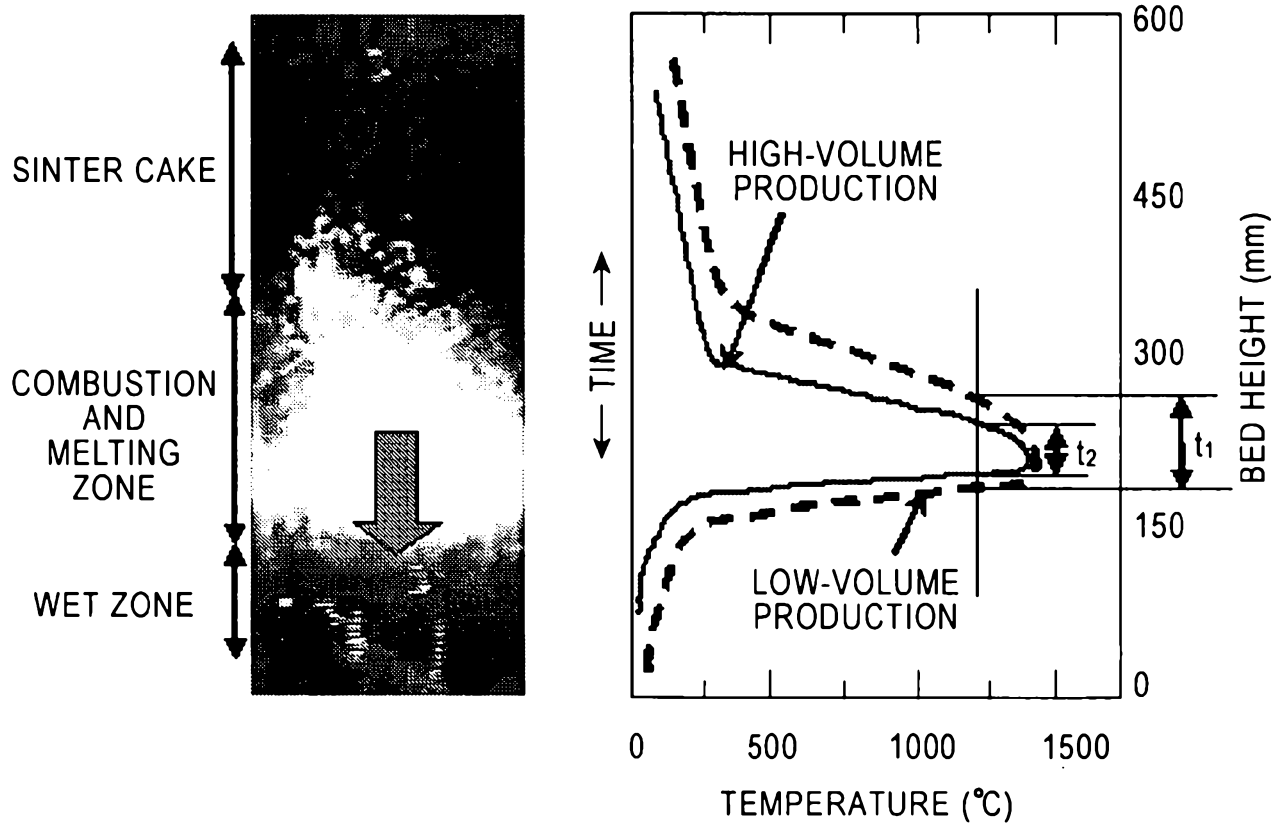 SINTER CAKE
COMBUSTION
AND
MELTING
ZONE
WET ZONE
← TIME →
HIGH-VOLUME
PRODUCTION
LOW-VOLUME
PRODUCTION
t₂
t₁
600
450
300
150
0
BED HEIGHT (mm)
0 500 1000 1500
TEMPERATURE (℃)